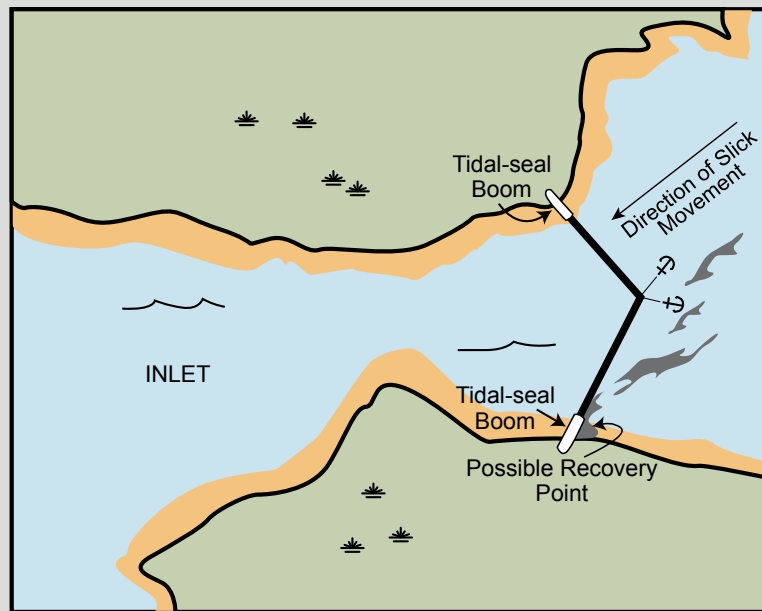 Tidal-seal
Boom
Direction of Slick
Movement
INLET
Tidal-seal
Boom
Possible Recovery
Point